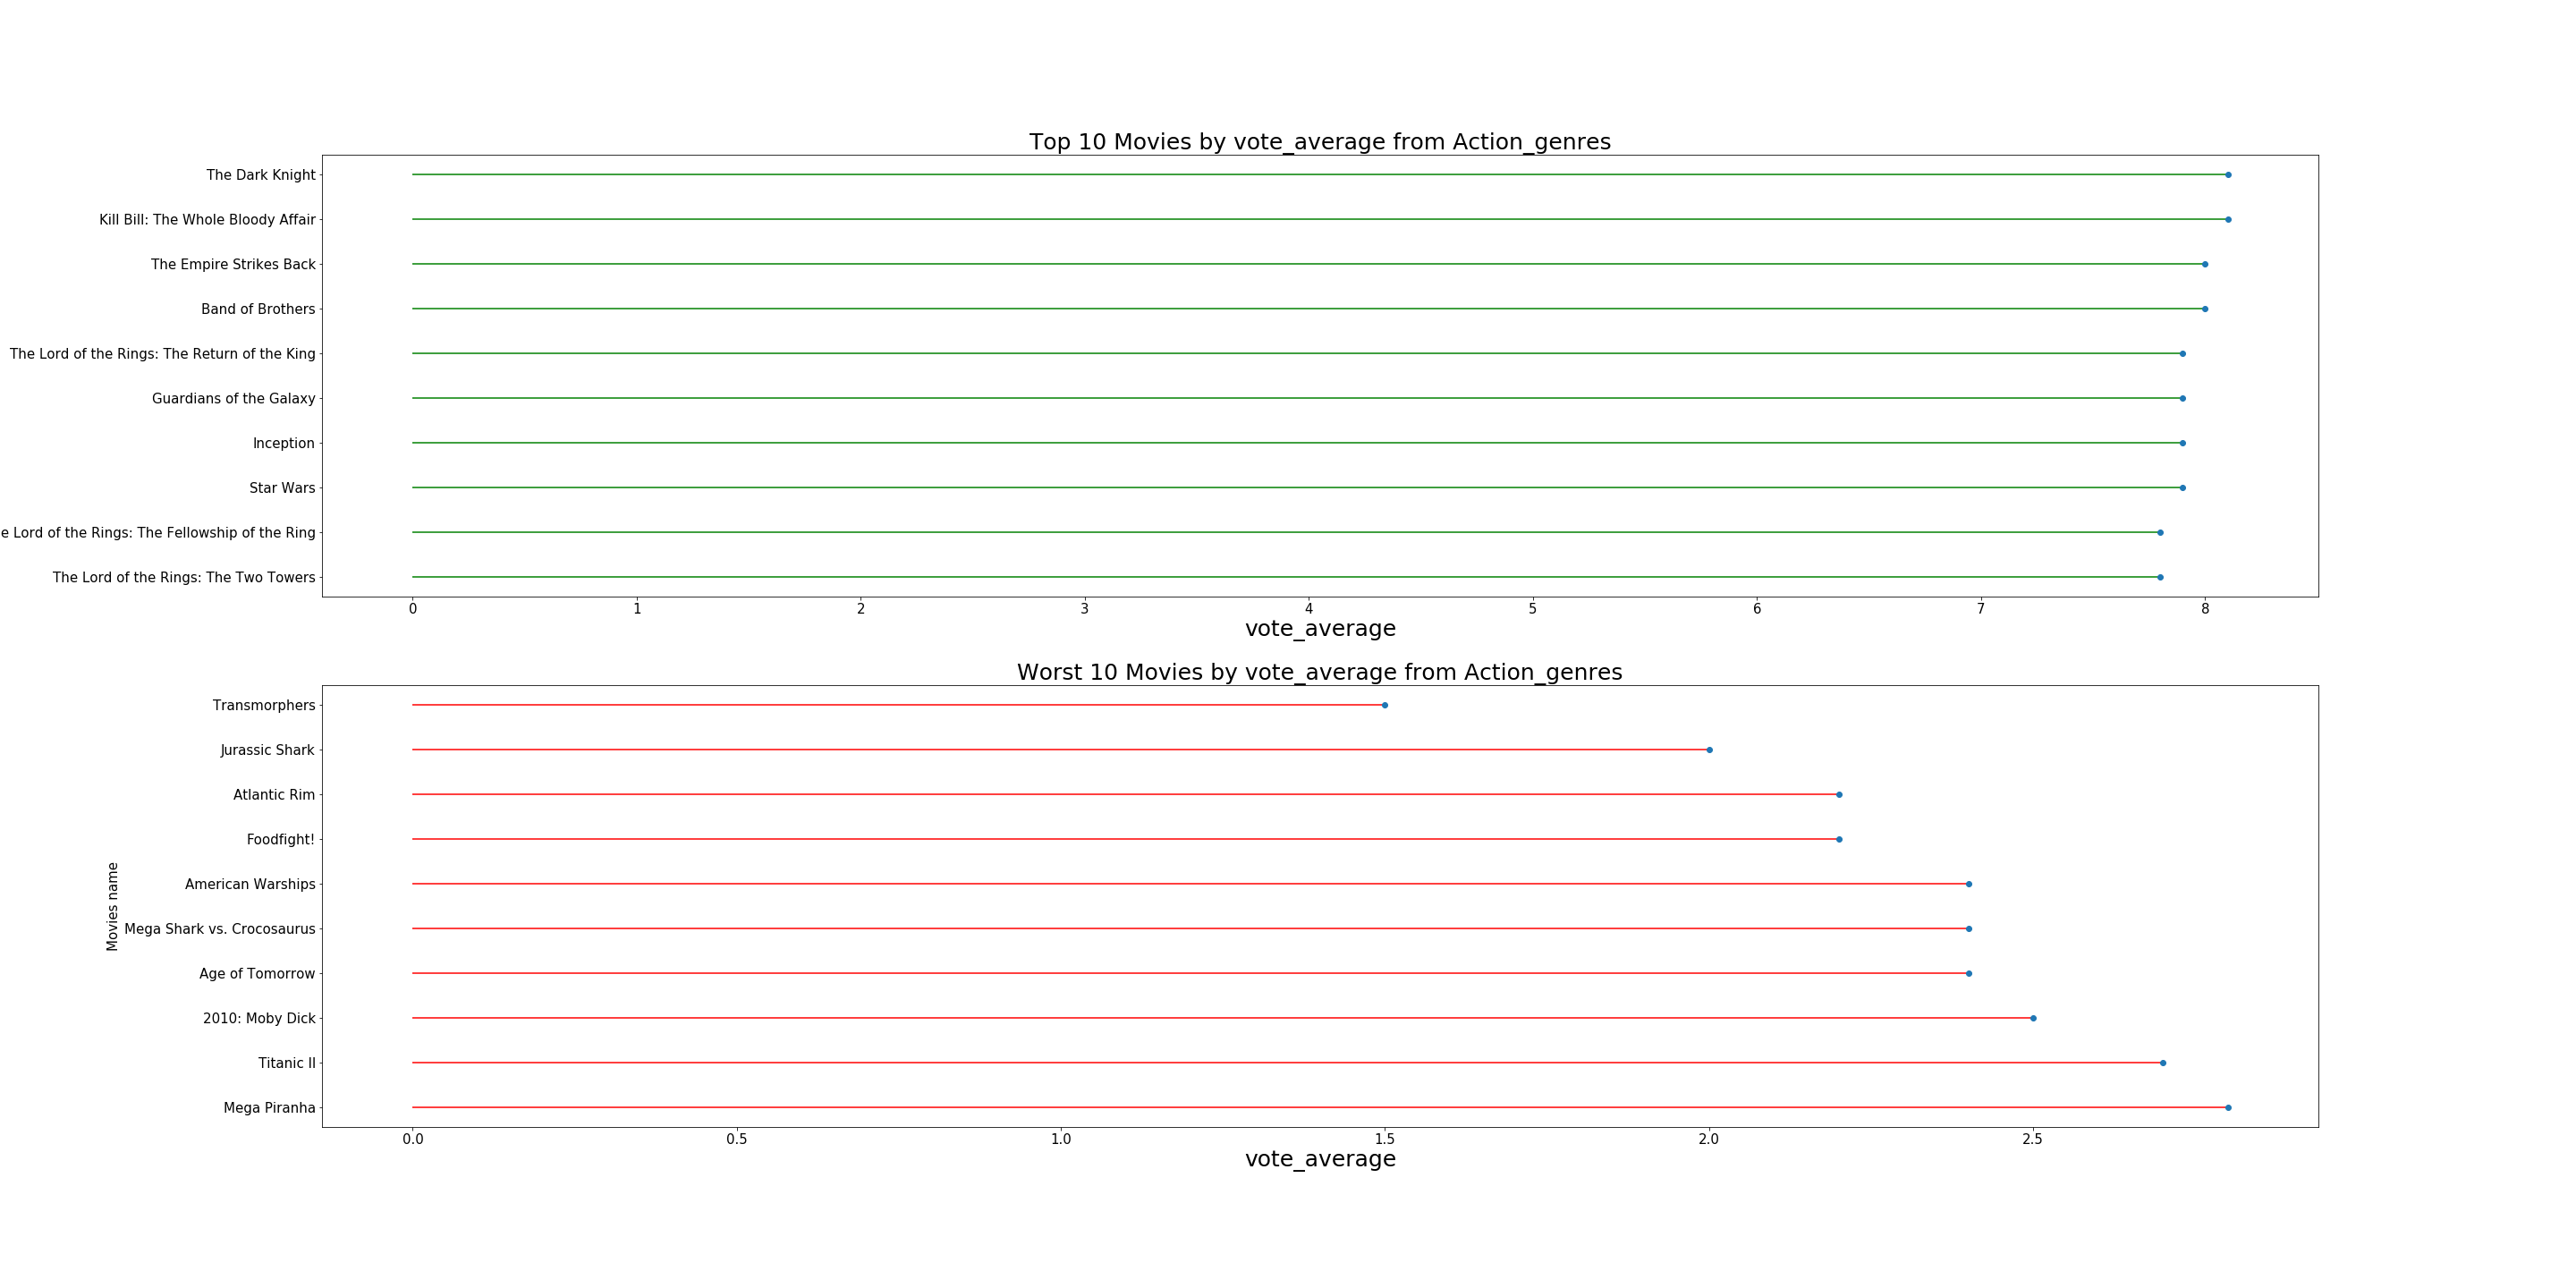 Top 10 Movies by vote_average from Action_genres
The Dark Knight
Kill Bill: The Whole Bloody Affair
The Empire Strikes Back
Band of Brothers
The Lord of the Rings: The Return of the King
Guardians of the Galaxy
Inception
Star Wars
e Lord of the Rings: The Fellowship of the Ring
The Lord of the Rings: The Two Towers
0 1 2 3 4 5 6 7 8
vote_average
Worst 10 Movies by vote_average from Action_genres
Movies name
Transmorphers
Jurassic Shark
Atlantic Rim
Foodfight!
American Warships
Mega Shark vs. Crocosaurus
Age of Tomorrow
2010: Moby Dick
Titanic II
Mega Piranha
0.0 0.5 1.0 1.5 2.0 2.5
vote_average